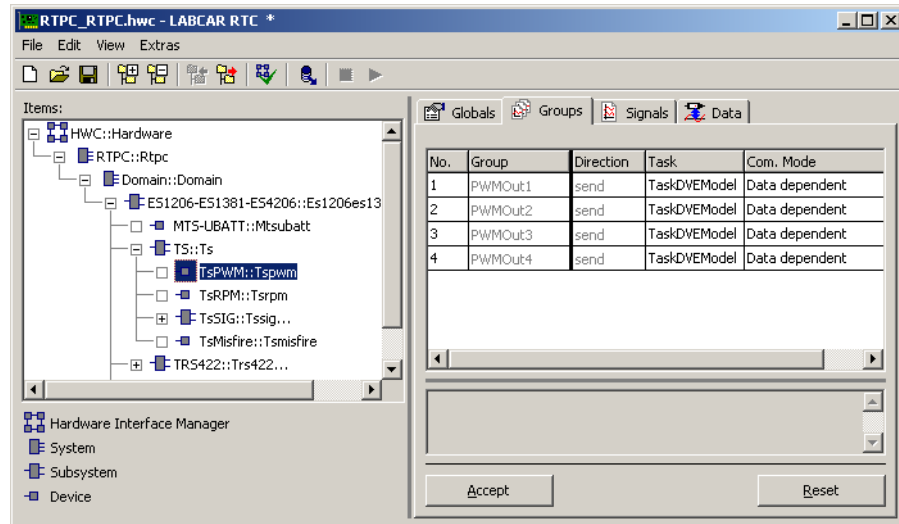 RTPC_RTPC.hwc - LABCAR RTC *
File Edit View Extras
Items:
HWC::Hardware
RTPC::Rtpc
Domain::Domain
ES1206-ES1381-ES4206::Es1206es13
MTS-UBATT::Mtsubatt
TS::Ts
TsPWM::Tspwm
TsRPM::Tsrpm
TsSIG::Tssig...
TsMisfire::Tsmisfire
TRS422::Trs422...
Hardware Interface Manager
System
Subsystem
Device
Globals Groups Signals Data
No. Group Direction Task Com. Mode
1 PWMOut1 send TaskDVEModel Data dependent
2 PWMOut2 send TaskDVEModel Data dependent
3 PWMOut3 send TaskDVEModel Data dependent
4 PWMOut4 send TaskDVEModel Data dependent
Accept Reset